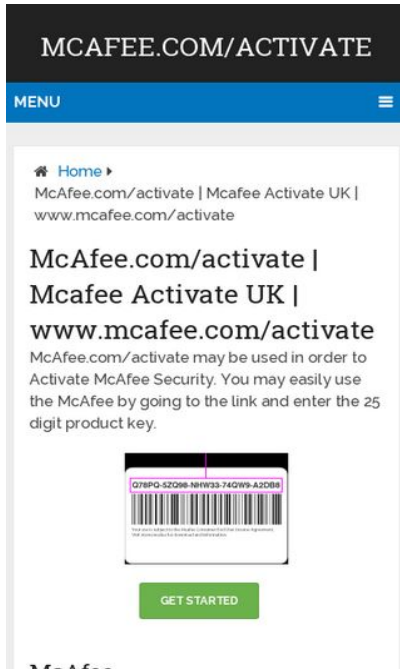 MCAFEE.COM/ACTIVATE
MENU
Home
McAfee.com/activate | Mcafee Activate UK |
www.mcafee.com/activate
McAfee.com/activate |
Mcafee Activate UK |
www.mcafee.com/activate
McAfee.com/activate may be used in order to
Activate McAfee Security. You may easily use
the McAfee by going to the link and enter the 25
digit product key.
Q78PQ-5ZQ98-NHW33-74QW9-A2DB8
GET STARTED
McAfee